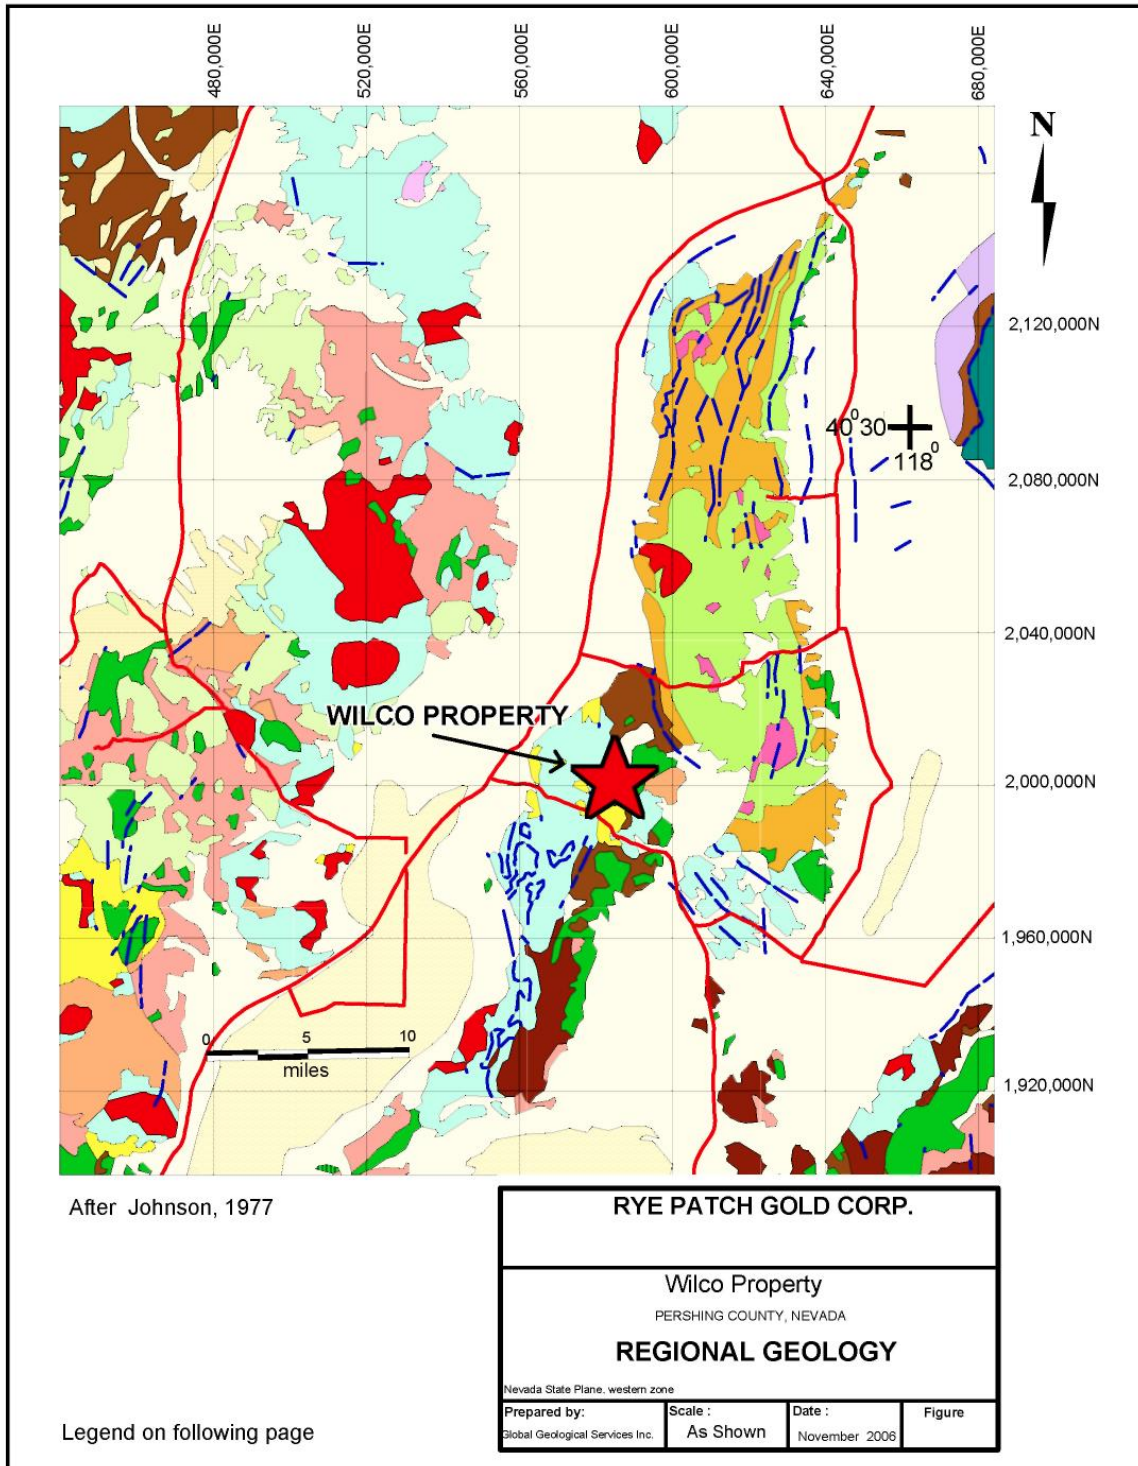 480,000E
520,000E
560,000E
600,000E
640,000E
680,000E
N
2,120,000N
40⁰30
118⁰
2,080,000N
2,040,000N
WILCO PROPERTY
2,000,000N
1,960,000N
0 5 10
miles
1,920,000N
After Johnson, 1977
RYE PATCH GOLD CORP.
Wilco Property
PERSHING COUNTY, NEVADA
REGIONAL GEOLOGY
Nevada State Plane. western zone
Prepared by:
Global Geological Services Inc.
Scale :
As Shown
Date :
November 2006
Figure
Legend on following page